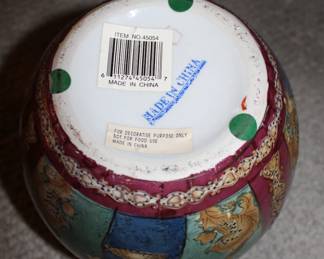 ITEM NO.45054
6 11274 45054 7
MADE IN CHINA
MADE IN CHINA
FOR DECORATIVE PURPOSE ONLY
NOT FOR FOOD USE
MADE IN CHINA